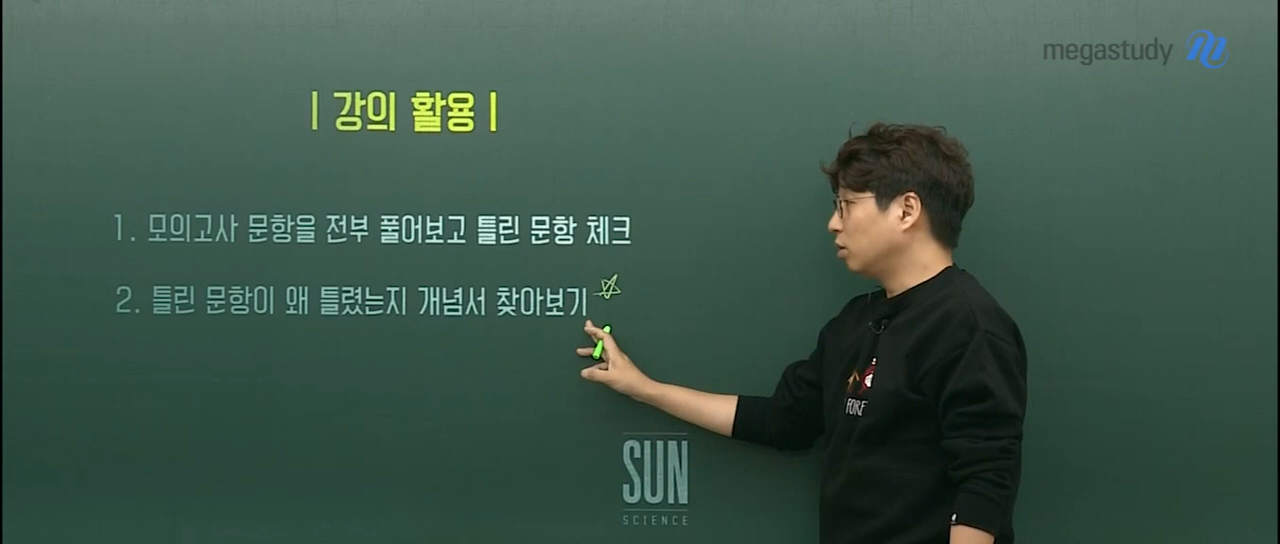 megastudy
| 강의 활용 |
1. 모의고사 문항을 전부 풀어보고 틀린 문항 체크
2. 틀린 문항이 왜 틀렸는지 개념서 찾아보기
FORE
SUN
SCIENCE